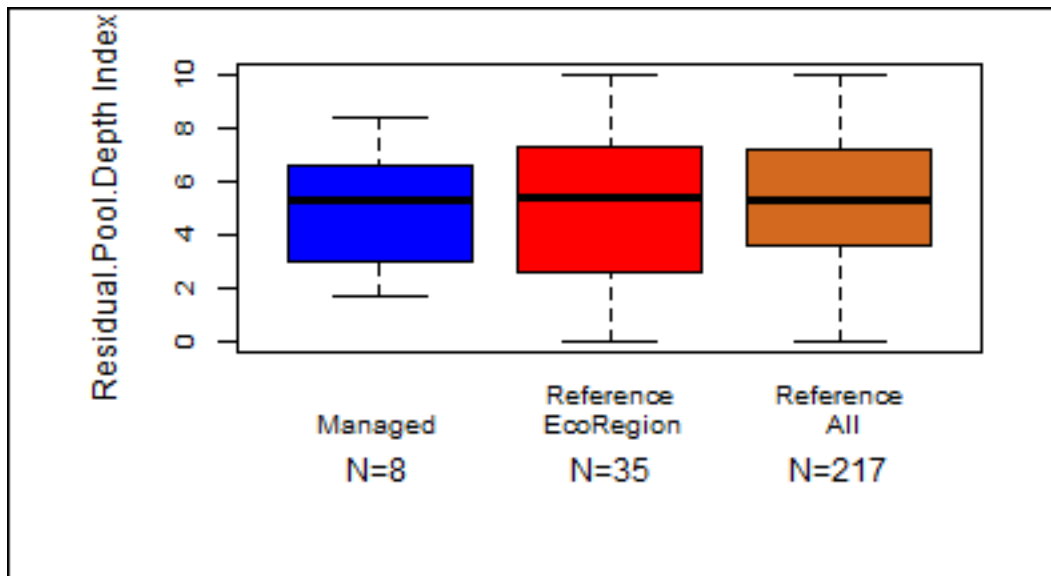 Residual.Pool.Depth Index
10
8
6
4
2
0
Managed
N=8
Reference
EcoRegion
N=35
Reference
All
N=217